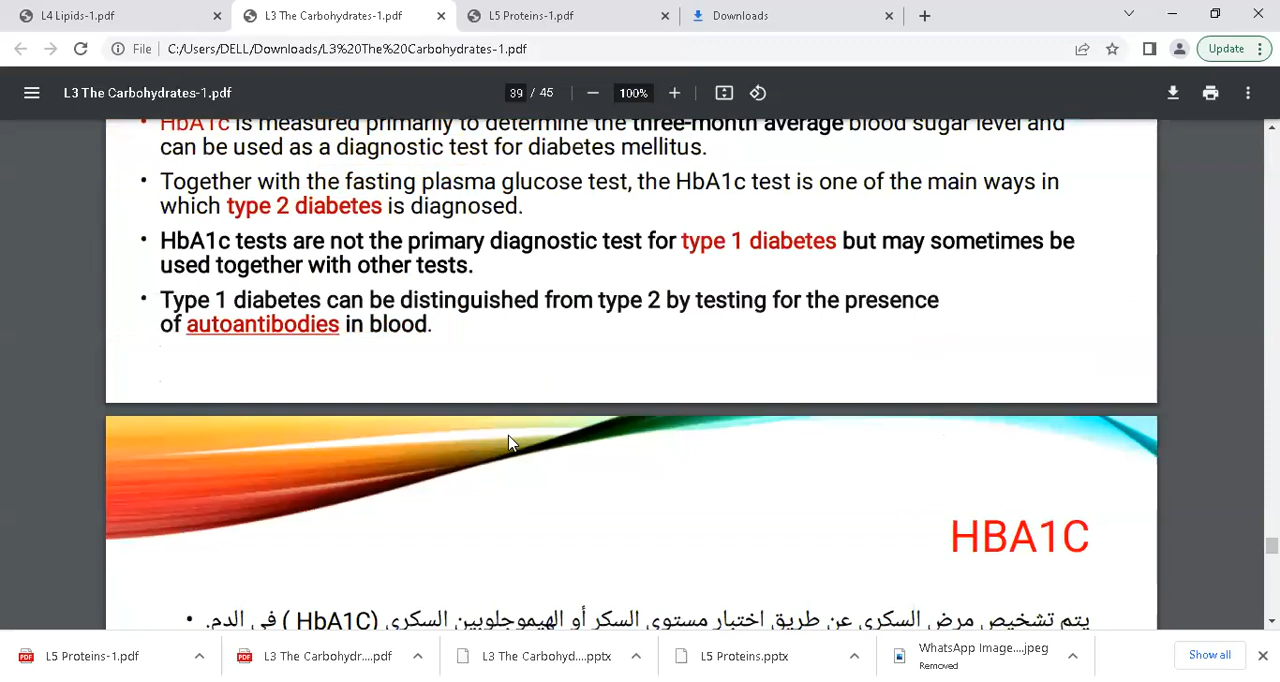 L4 Lipids-1.pdf
L3 The Carbohydrates-1.pdf
L5 Proteins-1.pdf
Downloads
File
C:/Users/DELL/Downloads/L3%20The%20Carbohydrates-1.pdf
Update
L3 The Carbohydrates-1.pdf
39 / 45
100%
HbA1c is measured primarily to determine the three-month average blood sugar level and
can be used as a diagnostic test for diabetes mellitus.
• Together with the fasting plasma glucose test, the HbA1c test is one of the main ways in
which type 2 diabetes is diagnosed.
• HbA1c tests are not the primary diagnostic test for type 1 diabetes but may sometimes be
used together with other tests.
• Type 1 diabetes can be distinguished from type 2 by testing for the presence
of autoantibodies in blood.
HBA1C
• يتم تشخيص مرض السكري عن طريق اختبار مستوى السكر أو الهيموجلوبين السكري (HbA1C ) في الدم.
L5 Proteins-1.pdf
L3 The Carbohydr....pdf
L3 The Carbohyd....pptx
L5 Proteins.pptx
WhatsApp Image....jpeg
Removed
Show all